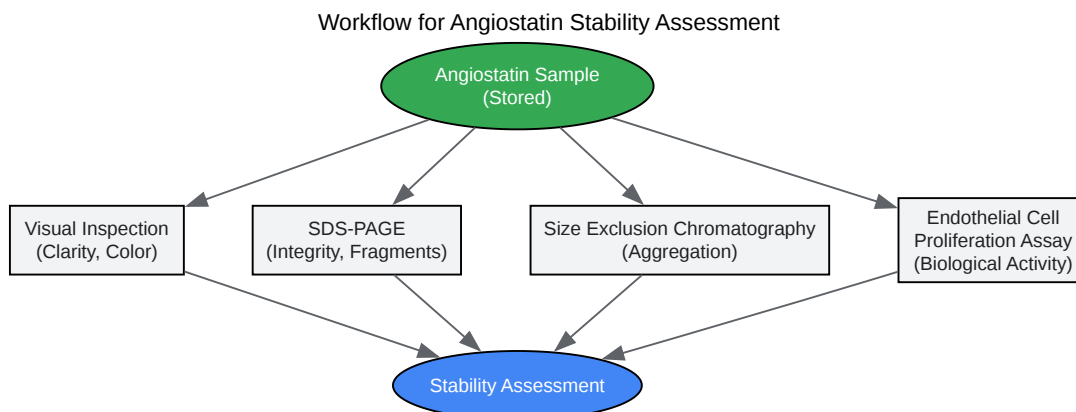 Workflow for Angiostatin Stability Assessment
Angiostatin Sample
(Stored)
Visual Inspection
(Clarity, Color)
SDS-PAGE
(Integrity, Fragments)
Size Exclusion Chromatography
(Aggregation)
Endothelial Cell
Proliferation Assay
(Biological Activity)
Stability Assessment